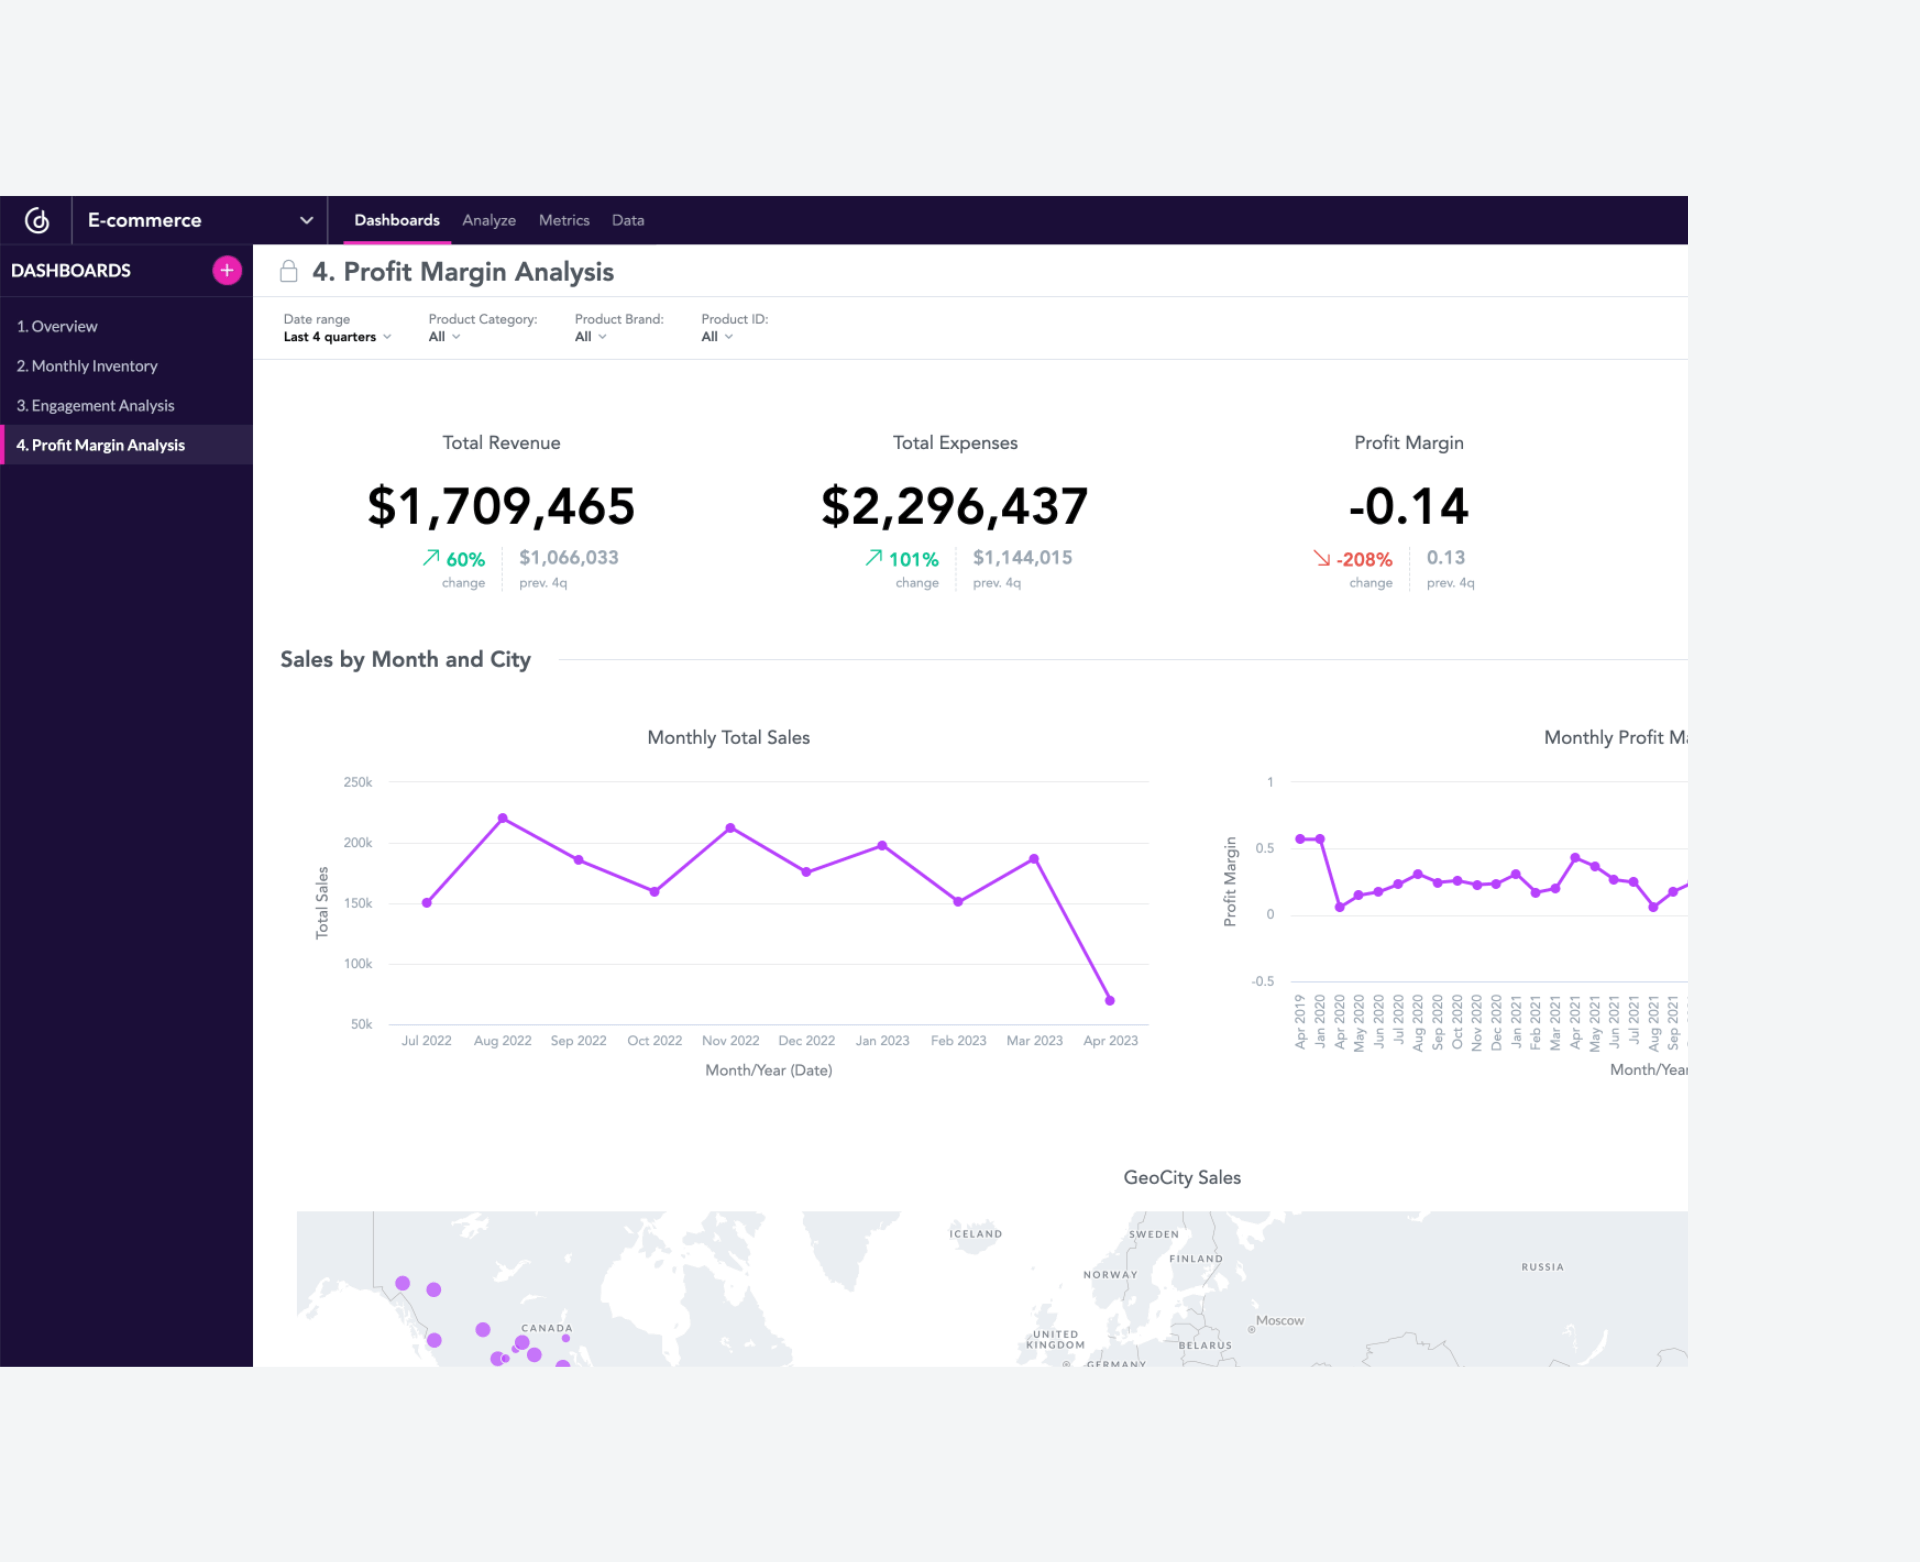 E-commerce
Dashboards Analyze Metrics Data
DASHBOARDS
1. Overview
2. Monthly Inventory
3. Engagement Analysis
4. Profit Margin Analysis
4. Profit Margin Analysis
Date range Product Category: Product Brand: Product ID:
Last 4 quarters All All All
Total Revenue
$1,709,465
60% $1,066,033
change prev. 4q
Total Expenses
$2,296,437
101% $1,144,015
change prev. 4q
Profit Margin
-0.14
-208% 0.13
change prev. 4q
Sales by Month and City
Monthly Total Sales
250k
200k
150k
100k
50k
Total Sales
Jul 2022 Aug 2022 Sep 2022 Oct 2022 Nov 2022 Dec 2022 Jan 2023 Feb 2023 Mar 2023 Apr 2023
Month/Year (Date)
Monthly Profit Ma
1
0.5
0
-0.5
Profit Margin
Apr 2019
Jan 2020
Apr 2020
May 2020
Jun 2020
Jul 2020
Aug 2020
Sep 2020
Oct 2020
Nov 2020
Dec 2020
Jan 2021
Feb 2021
Mar 2021
Apr 2021
May 2021
Jun 2021
Jul 2021
Aug 2021
Sep 2021
Month/Year
GeoCity Sales
ICELAND
SWEDEN
FINLAND
NORWAY
RUSSIA
Moscow
CANADA
UNITED
KINGDOM
BELARUS
GERMANY